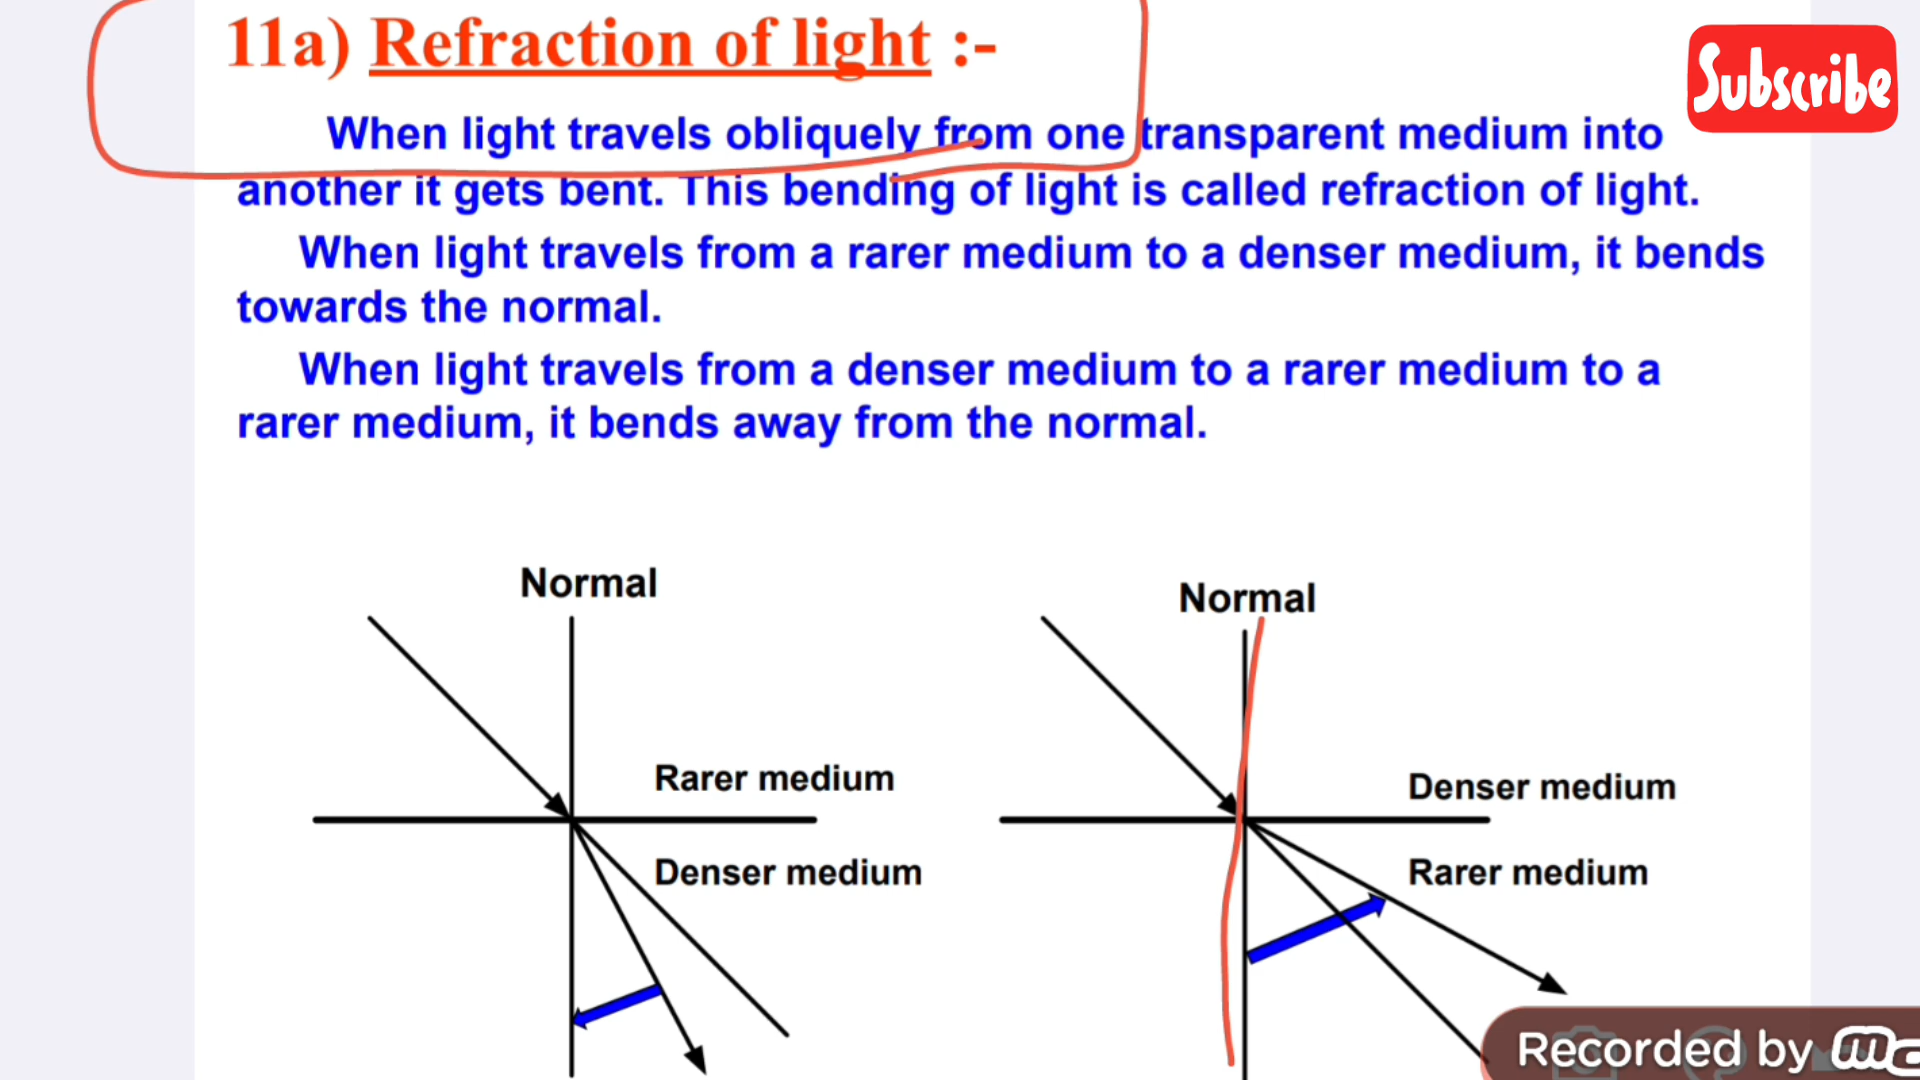 11a) Refraction of light :-
Subscribe
When light travels obliquely from one transparent medium into
another it gets bent. This bending of light is called refraction of light.
When light travels from a rarer medium to a denser medium, it bends
towards the normal.
When light travels from a denser medium to a rarer medium to a
rarer medium, it bends away from the normal.
Normal
Normal
Rarer medium
Denser medium
Denser medium
Rarer medium
Recorded by